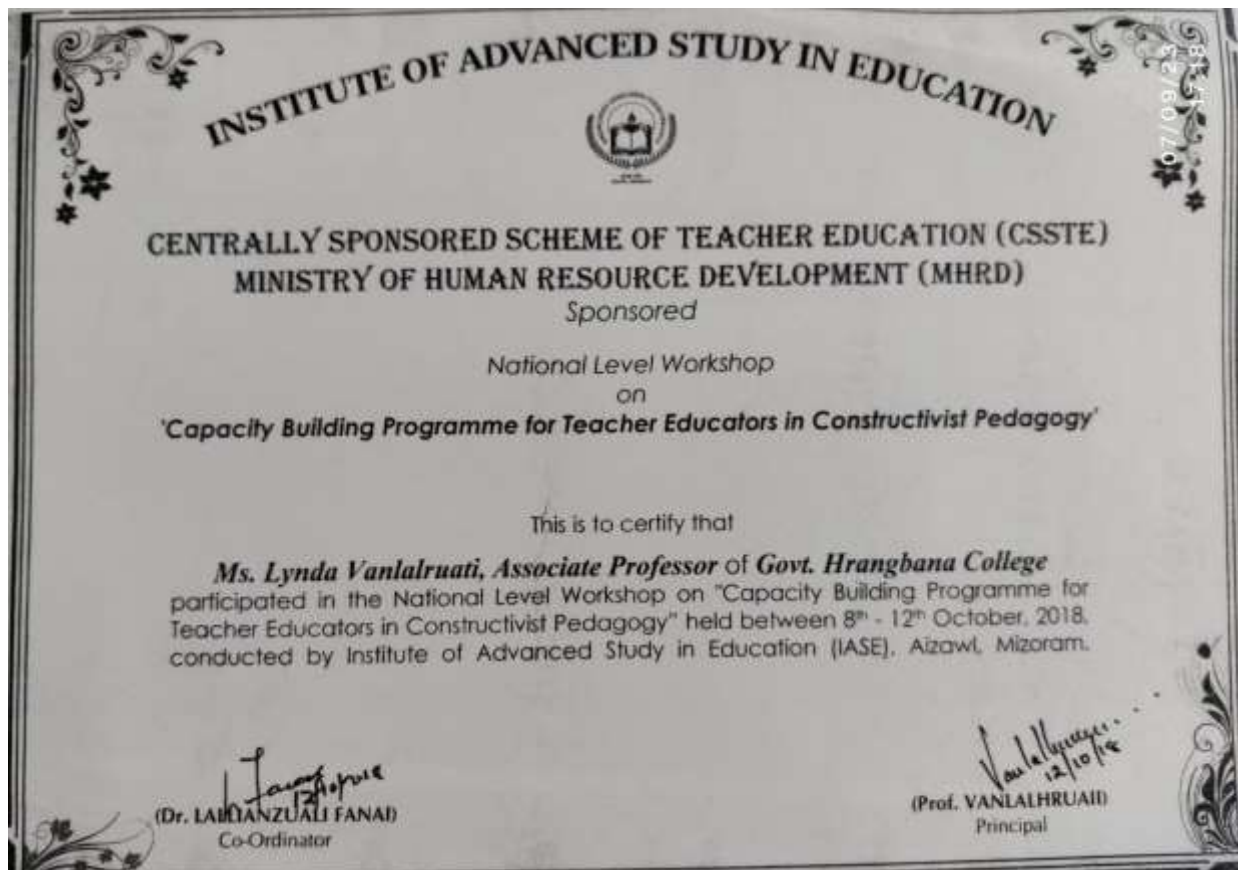 INSTITUTE OF ADVANCED STUDY IN EDUCATION
07/09/23
CENTRALLY SPONSORED SCHEME OF TEACHER EDUCATION (CSSTE)
MINISTRY OF HUMAN RESOURCE DEVELOPMENT (MHRD)
Sponsored
National Level Workshop
on
'Capacity Building Programme for Teacher Educators in Constructivist Pedagogy'
This is to certify that
Ms. Lynda Vanlalruati, Associate Professor of Govt. Hrangbana College
participated in the National Level Workshop on "Capacity Building Programme for
Teacher Educators in Constructivist Pedagogy" held between 8th - 12th October, 2018,
conducted by Institute of Advanced Study in Education (IASE), Aizawl, Mizoram.
12/10/18
(Dr. FANAI)
(Prof. VANLALHRUAII)
Co-Ordinator
Principal